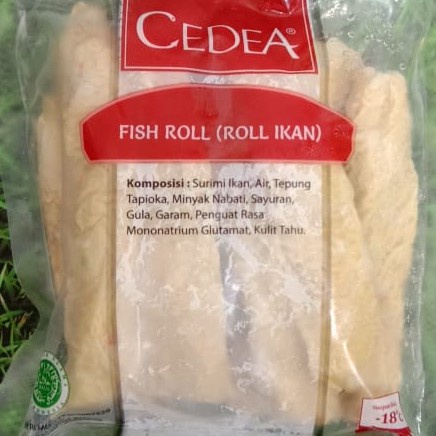 CEDEA®
FISH ROLL (ROLL IKAN)
Komposisi : Surimi Ikan, Air, Tepung
Tapioka, Minyak Nabati, Sayuran,
Gula, Garam, Penguat Rasa
Mononatrium Glutamat, Kulit Tahu.
-18°C